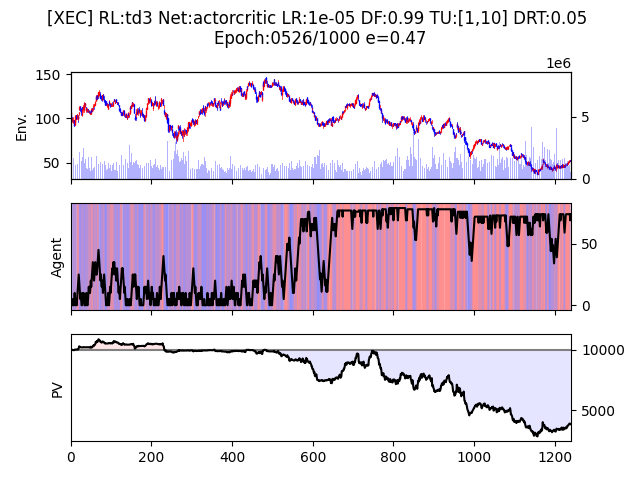 [XEC] RL:td3 Net:actorcritic LR:1e-05 DF:0.99 TU:[1,10] DRT:0.05
Epoch:0526/1000 e=0.47
1e6
150
100
50
Env.
5
0
Agent
50
0
PV
10000
5000
0 200 400 600 800 1000 1200